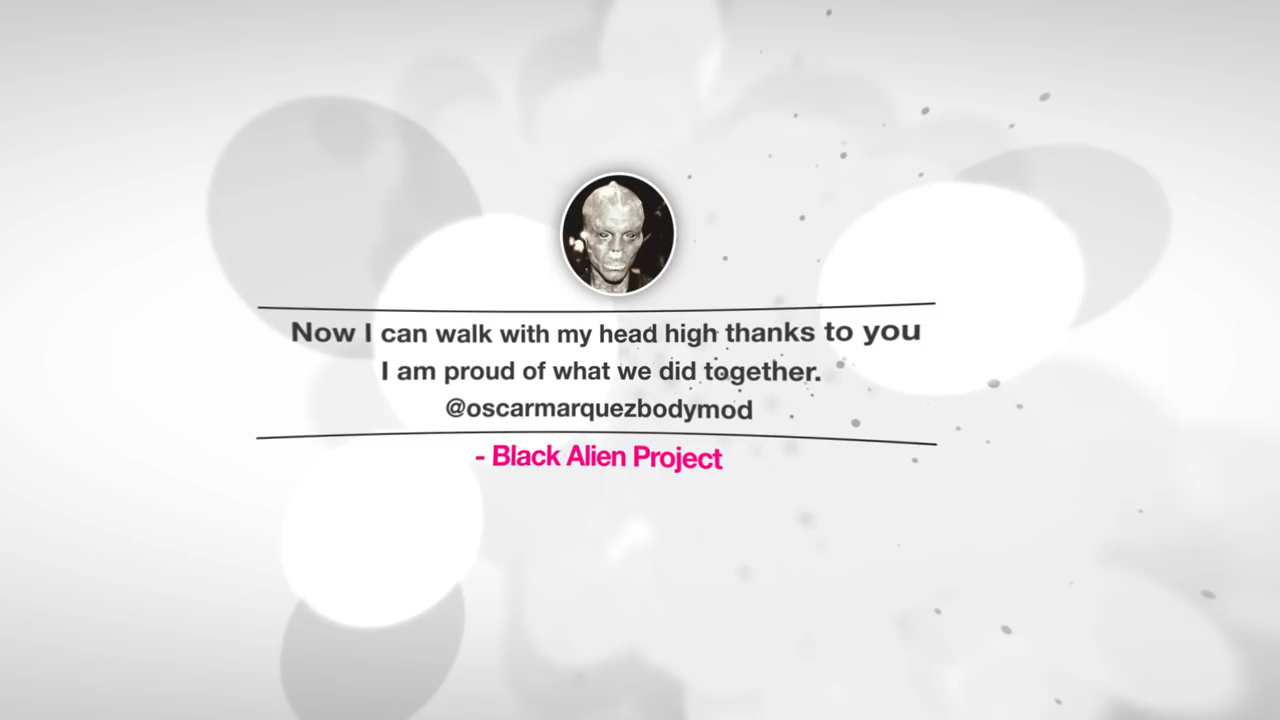 Now I can walk with my head high thanks to you
I am proud of what we did together.
@oscarmarquezbodymod
- Black Alien Project